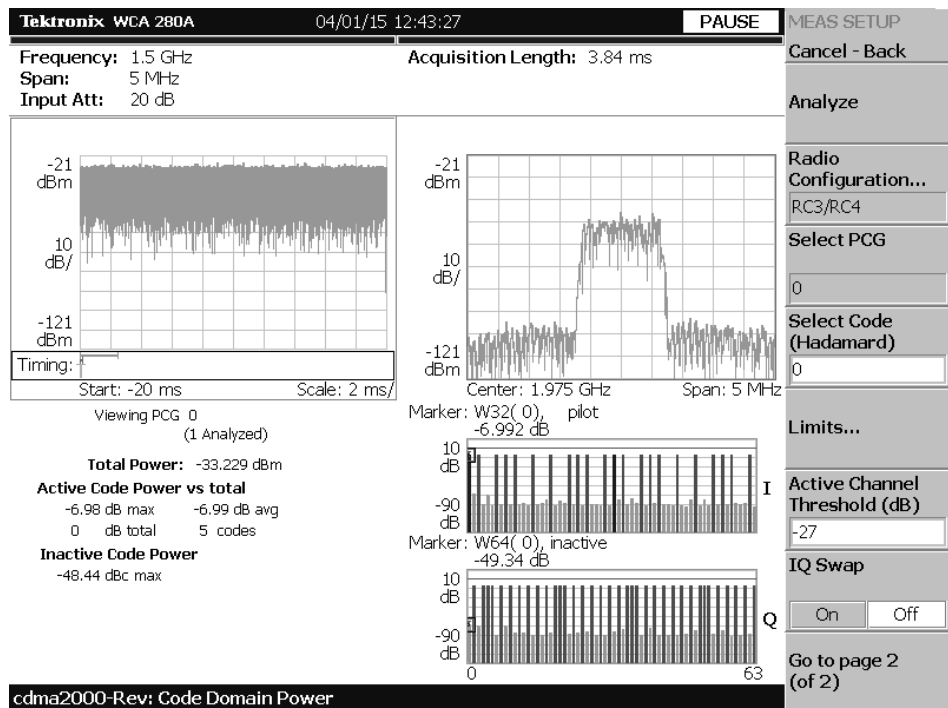 Tektronix WCA 280A 04/01/15 12:43:27 PAUSE
Frequency: 1.5 GHz
Span: 5 MHz
Input Att: 20 dB
Acquisition Length: 3.84 ms
-21
dBm
10
dB/
-121
dBm
Timing:
Start: -20 ms Scale: 2 ms/
-21
dBm
10
dB/
-121
dBm
Center: 1.975 GHz Span: 5 MHz
Viewing PCG 0
(1 Analyzed)
Total Power: -33.229 dBm
Active Code Power vs total
-6.98 dB max -6.99 dB avg
0 dB total 5 codes
Inactive Code Power
-48.44 dBc max
Marker: W32( 0), pilot
-6.992 dB
10
dB
-90
dB
I
Marker: W64( 0), inactive
-49.34 dB
10
dB
-90
dB
Q
0 63
cdma2000-Rev: Code Domain Power
MEAS SETUP
Cancel - Back
Analyze
Radio
Configuration...
RC3/RC4
Select PCG
0
Select Code
(Hadamard)
0
Limits...
Active Channel
Threshold (dB)
-27
IQ Swap
On Off
Go to page 2
(of 2)